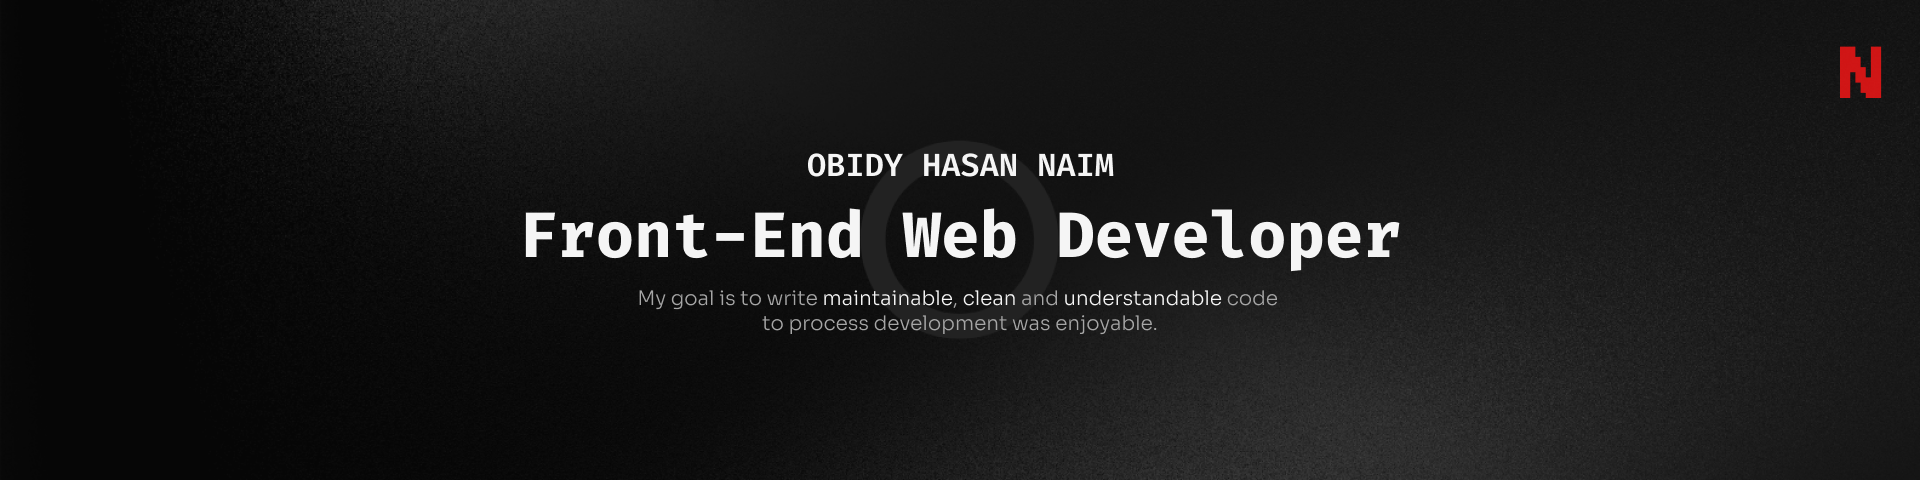 N
OBIDY HASAN NAIM
Front-End Web Developer
My goal is to write maintainable, clean and understandable code
to process development was enjoyable.